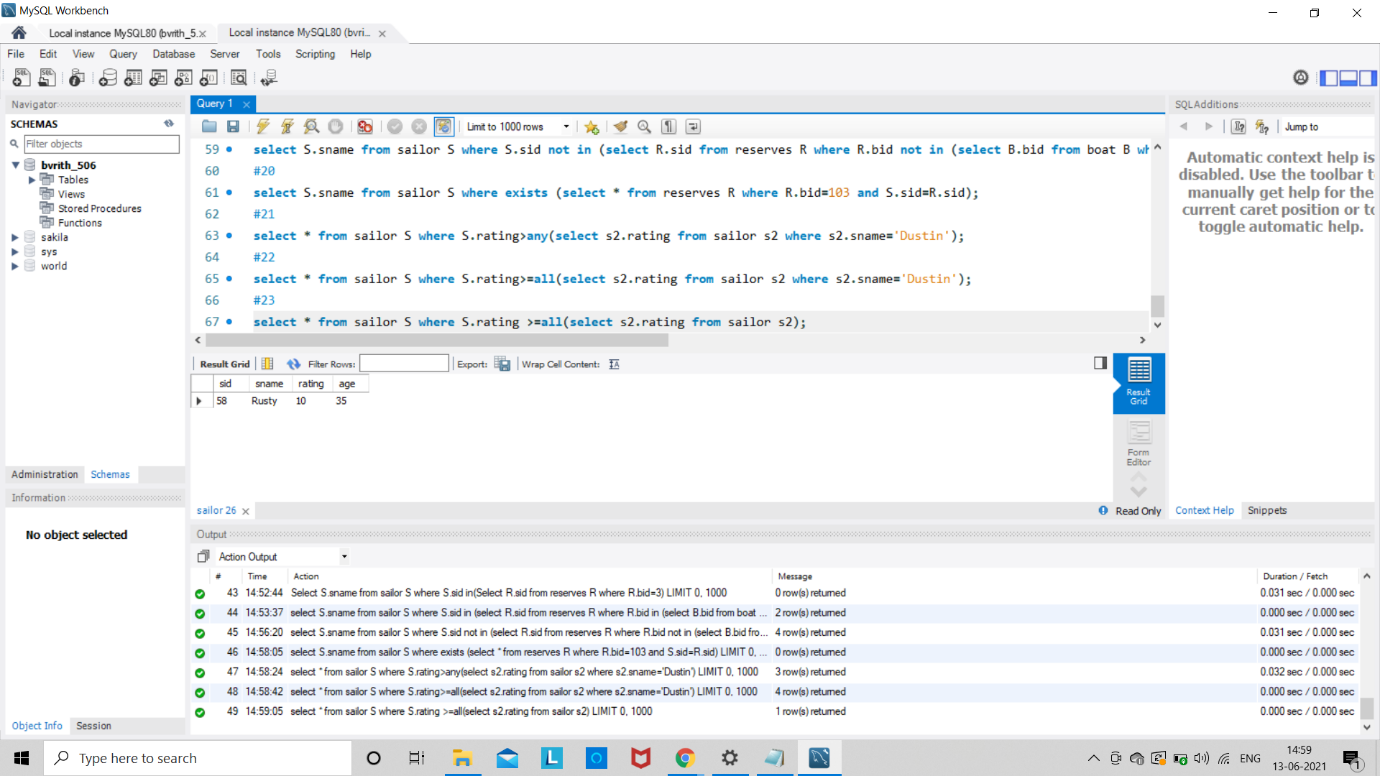 MySQL Workbench
Local instance MySQL80 (bvrith_5.x
Local instance MySQL80 (bvri... x
File Edit View Query Database Server Tools Scripting Help
Navigator
SCHEMAS
Filter objects
bvrith_506
Tables
Views
Stored Procedures
Functions
sakila
sys
world
Administration Schemas
Information
No object selected
Object Info Session
Query 1 x
Limit to 1000 rows
59 select S.sname from sailor S where S.sid not in (select R.sid from reserves R where R.bid not in (select B.bid from boat B wh
60 #20
61 select S.sname from sailor S where exists (select * from reserves R where R.bid=103 and S.sid=R.sid);
62 #21
63 select * from sailor S where S.rating>any(select s2.rating from sailor s2 where s2.sname='Dustin');
64 #22
65 select * from sailor S where S.rating>=all(select s2.rating from sailor s2 where s2.sname='Dustin');
66 #23
67 select * from sailor S where S.rating >=all(select s2.rating from sailor s2);
Result Grid Filter Rows: Export: Wrap Cell Content:
sid sname rating age
58 Rusty 10 35
Result
Grid
Form
Editor
sailor 26 x
Read Only
SQLAdditions
Jump to
Automatic context help is
disabled. Use the toolbar t
manually get help for the
current caret position or to
toggle automatic help.
Context Help Snippets
Output
Action Output
# Time Action Message Duration / Fetch
43 14:52:44 Select S.sname from sailor S where S.sid in(Select R.sid from reserves R where R.bid=3) LIMIT 0, 1000 0 row(s) returned 0.031 sec / 0.000 sec
44 14:53:37 select S.sname from sailor S where S.sid in (select R.sid from reserves R where R.bid in (select B.bid from boat ... 2 row(s) returned 0.000 sec / 0.000 sec
45 14:56:20 select S.sname from sailor S where S.sid not in (select R.sid from reserves R where R.bid not in (select B.bid fro... 4 row(s) returned 0.031 sec / 0.000 sec
46 14:58:05 select S.sname from sailor S where exists (select * from reserves R where R.bid=103 and S.sid=R.sid) LIMIT 0, ... 0 row(s) returned 0.000 sec / 0.000 sec
47 14:58:24 select * from sailor S where S.rating>any(select s2.rating from sailor s2 where s2.sname='Dustin') LIMIT 0, 1000 3 row(s) returned 0.032 sec / 0.000 sec
48 14:58:42 select * from sailor S where S.rating>=all(select s2.rating from sailor s2 where s2.sname='Dustin') LIMIT 0, 1000 4 row(s) returned 0.000 sec / 0.000 sec
49 14:59:05 select * from sailor S where S.rating >=all(select s2.rating from sailor s2) LIMIT 0, 1000 1 row(s) returned 0.000 sec / 0.000 sec
Type here to search
L
ENG
14:59
13-06-2021
1